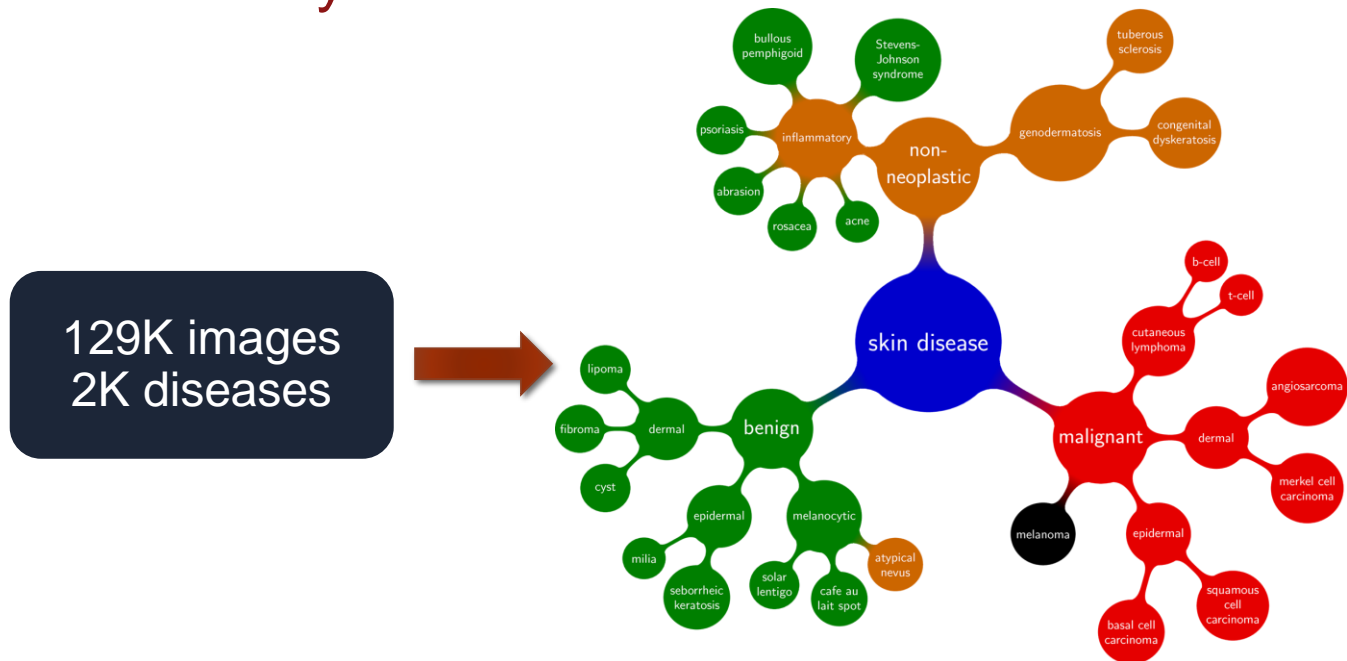 129K images
2K diseases
bullous
pemphigoid
Stevens-
Johnson
syndrome
psoriasis
inflammatory
abrasion
rosacea
acne
non-
neoplastic
genodermatosis
tuberous
sclerosis
congenital
dyskeratosis
skin disease
benign
dermal
lipoma
fibroma
cyst
epidermal
milia
seborrheic
keratosis
melanocytic
solar
lentigo
cafe au
lait spot
atypical
nevus
malignant
cutaneous
lymphoma
b-cell
t-cell
dermal
angiosarcoma
merkel cell
carcinoma
epidermal
squamous
cell
carcinoma
basal cell
carcinoma
melanoma